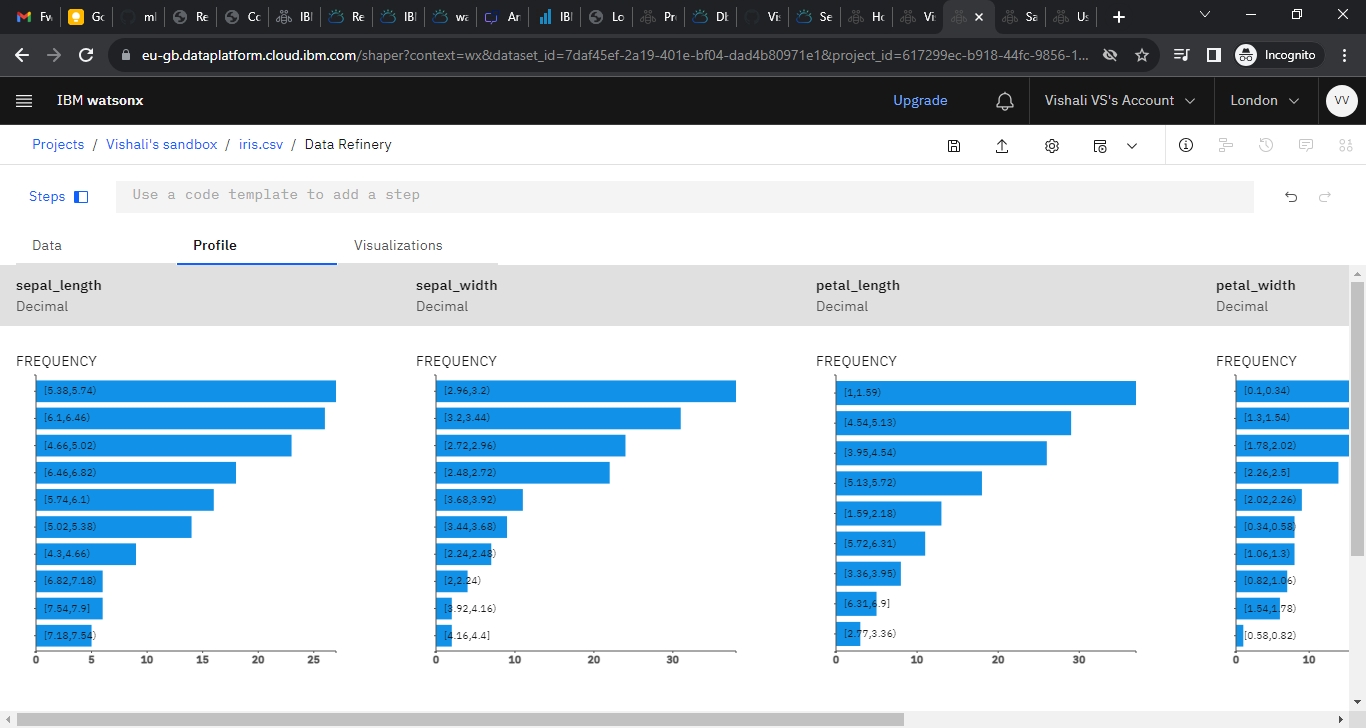 Fw
Gc
ml
Re
Cc
IBI
Re
IBI
wa
Ar
IBI
Lo
Pr
Dt
Vis
Se
Hc
Vi:
Sa
Us
eu-gb.dataplatform.cloud.ibm.com/shaper?context=wx&dataset_id=7daf45ef-2a19-401e-bf04-dad4b80971e1&project_id=617299ec-b918-44fc-9856-1...
Incognito
IBM watsonx
Upgrade
Vishali VS's Account
London
VV
Projects / Vishali's sandbox / iris.csv / Data Refinery
Steps
Use a code template to add a step
Data
Profile
Visualizations
sepal_length
Decimal
FREQUENCY
[5.38,5.74)
[6.1,6.46)
[4.66,5.02)
[6.46,6.82)
[5.74,6.1)
[5.02,5.38)
[4.3,4.66)
[6.82,7.18)
[7.54,7.9]
[7.18,7.54)
0 5 10 15 20 25
sepal_width
Decimal
FREQUENCY
[2.96,3.2)
[3.2,3.44)
[2.72,2.96)
[2.48,2.72)
[3.68,3.92)
[3.44,3.68)
[2.24,2.48)
[2,2.24)
[3.92,4.16)
[4.16,4.4]
0 10 20 30
petal_length
Decimal
FREQUENCY
[1,1.59)
[4.54,5.13)
[3.95,4.54)
[5.13,5.72)
[1.59,2.18)
[5.72,6.31)
[3.36,3.95)
[6.31,6.9]
[2.77,3.36)
0 10 20 30
petal_width
Decimal
FREQUENCY
[0.1,0.34)
[1.3,1.54)
[1.78,2.02)
[2.26,2.5]
[2.02,2.26)
[0.34,0.58)
[1.06,1.3)
[0.82,1.06)
[1.54,1.78)
[0.58,0.82)
0 10